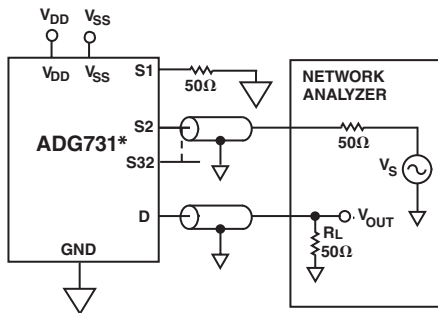 VDD
VSS
VDD
VSS
S1
50Ω
NETWORK
ANALYZER
S2
ADG731*
50Ω
VS
S32
D
VOUT
RL
50Ω
GND